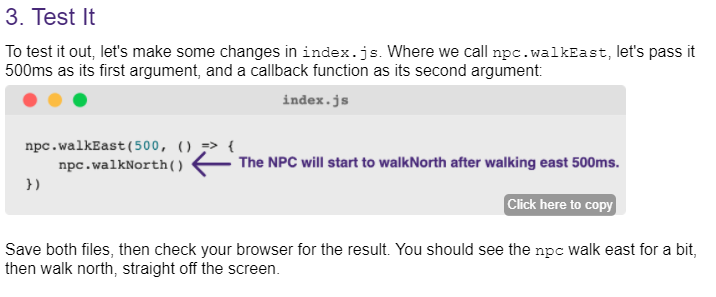 3. Test It
To test it out, let's make some changes in index.js. Where we call npc.walkEast, let's pass it
500ms as its first argument, and a callback function as its second argument:
index.js
npc.walkEast(500, () => {
npc.walkNorth() The NPC will start to walkNorth after walking east 500ms.
})
Click here to copy
Save both files, then check your browser for the result. You should see the npc walk east for a bit,
then walk north, straight off the screen.